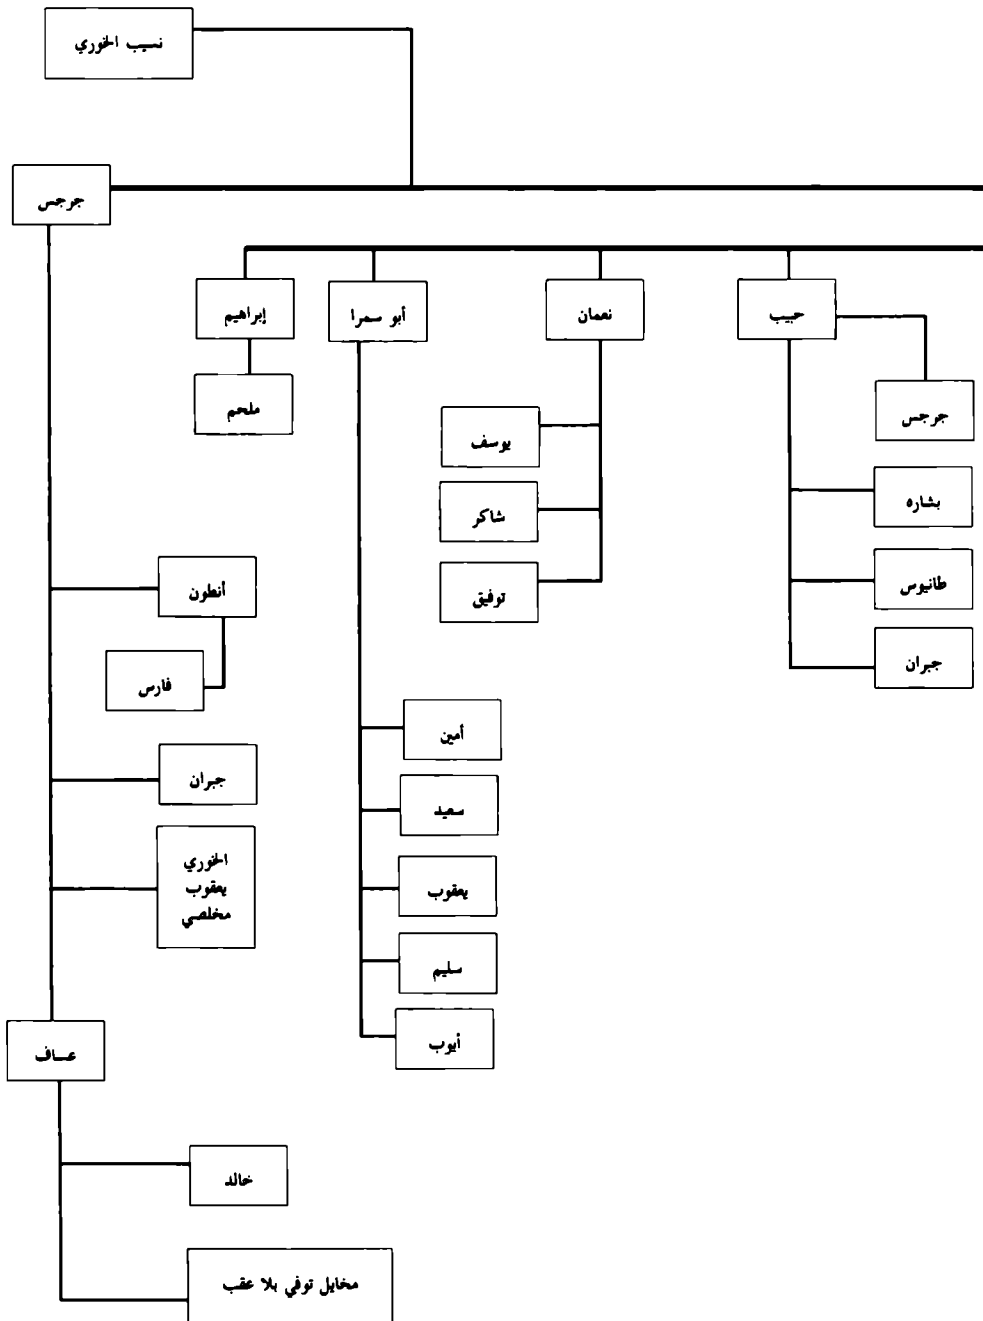 نسيب الخوري
جرجس
حبيب
نعمان
أبو سمرا
إبراهيم
ملحم
جرجس
يوسف
بشاره
شاكر
طانيوس
توفيق
أنطون
جبران
فارس
أمين
جبران
سعيد
الخوري
يعقوب
مخلصي
يعقوب
سليم
أيوب
عساف
خالد
مخايل توفي بلا عقب